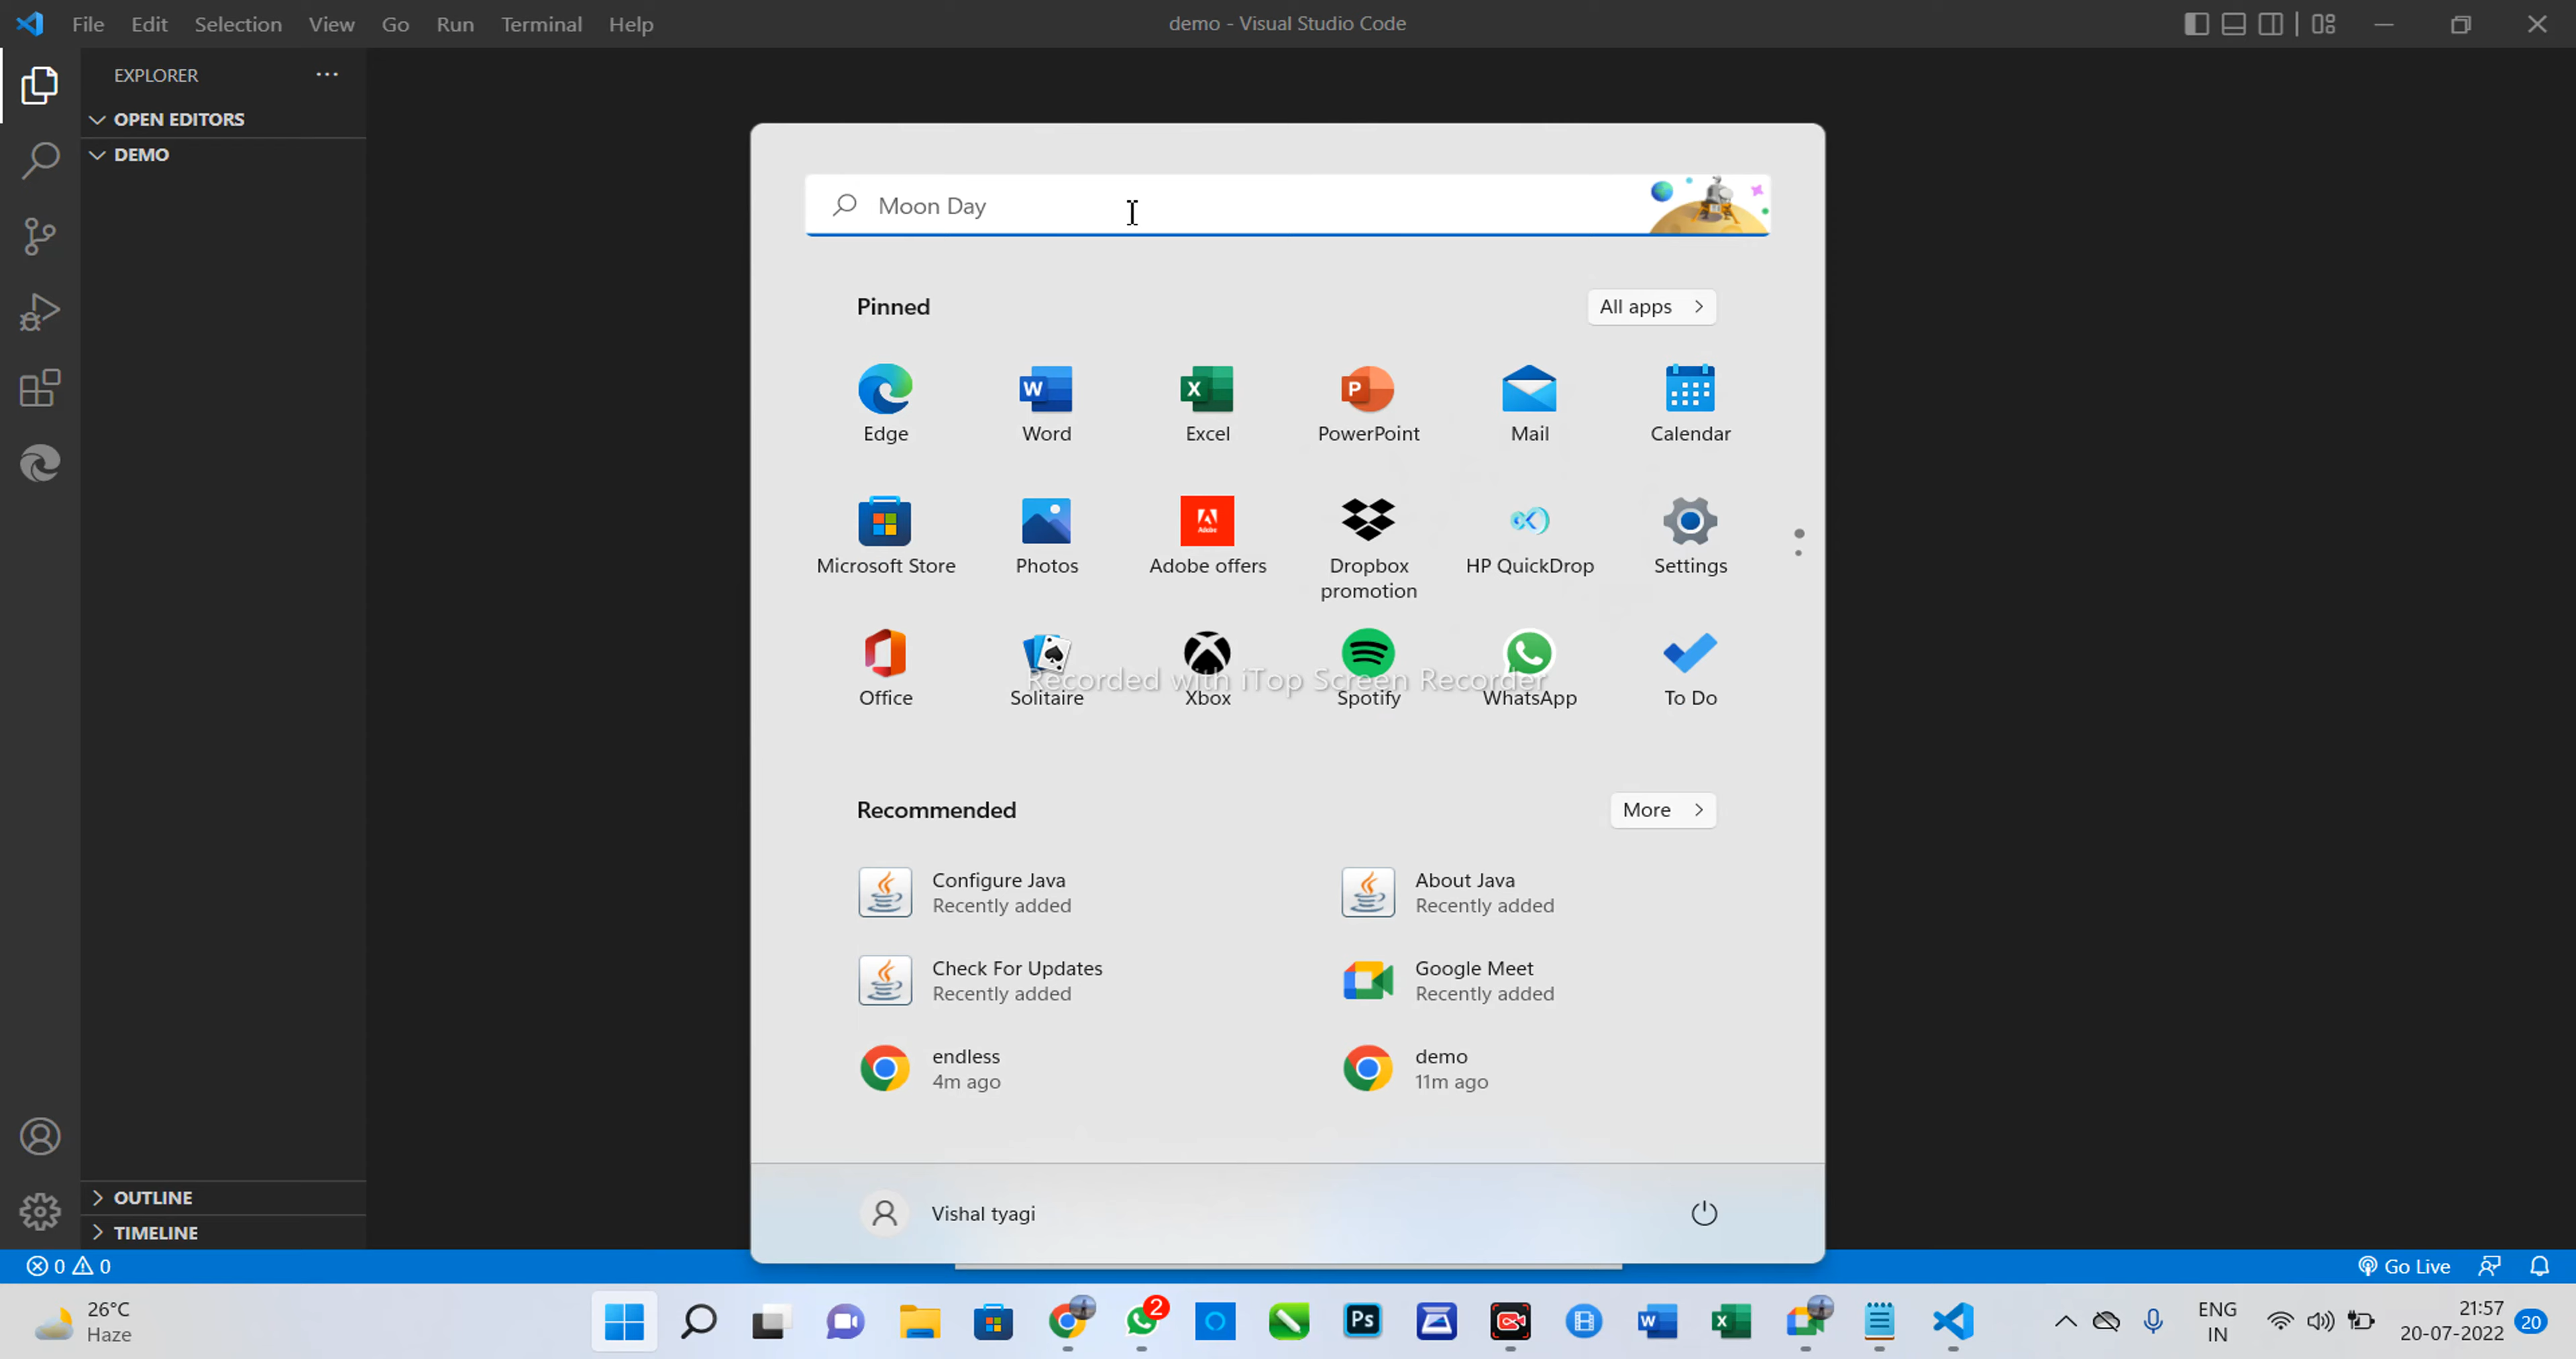 File Edit Selection View Go Run Terminal Help
demo - Visual Studio Code
EXPLORER
OPEN EDITORS
DEMO
Moon Day
Pinned
All apps
Edge Word Excel PowerPoint Mail Calendar
Microsoft Store Photos Adobe offers Dropbox promotion HP QuickDrop Settings
Recorded with iTop Screen Recorder
Office Solitaire Xbox Spotify WhatsApp To Do
Recommended
More
Configure Java
Recently added
About Java
Recently added
Check For Updates
Recently added
Google Meet
Recently added
endless
4m ago
demo
11m ago
Vishal tyagi
OUTLINE
TIMELINE
0 0
Go Live
26°C
Haze
2
Ps
ENG
IN
21:57
20-07-2022
20